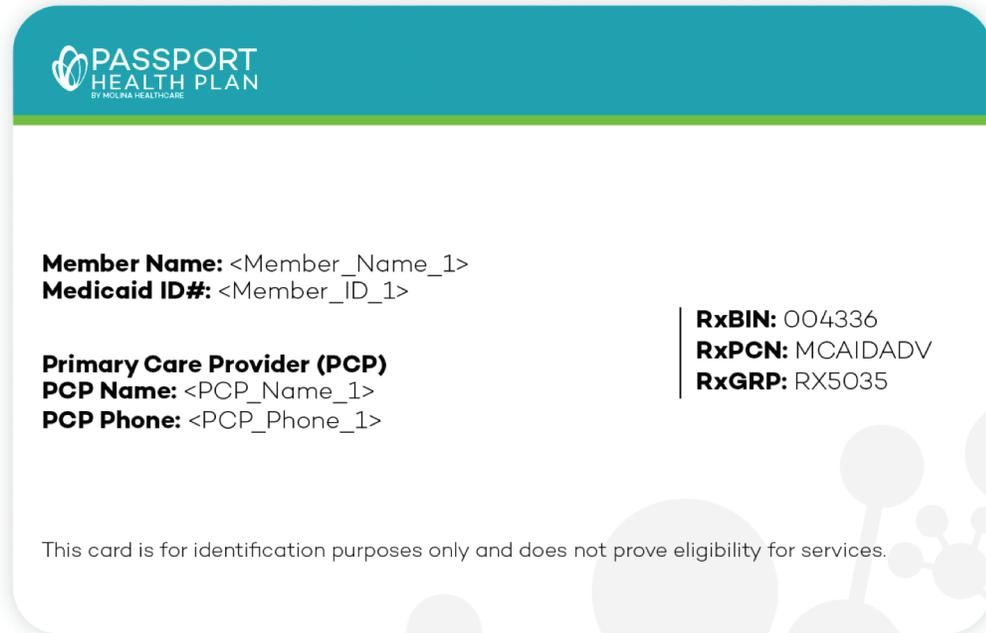 PASSPORT
HEALTH PLAN
BY MOLINA HEALTHCARE
Member Name: <Member_Name_1>
Medicaid ID#: <Member_ID_1>
Primary Care Provider (PCP)
PCP Name: <PCP_Name_1>
PCP Phone: <PCP_Phone_1>
RxBIN: 004336
RxPCN: MCAIDADV
RxGRP: RX5035
This card is for identification purposes only and does not prove eligibility for services.